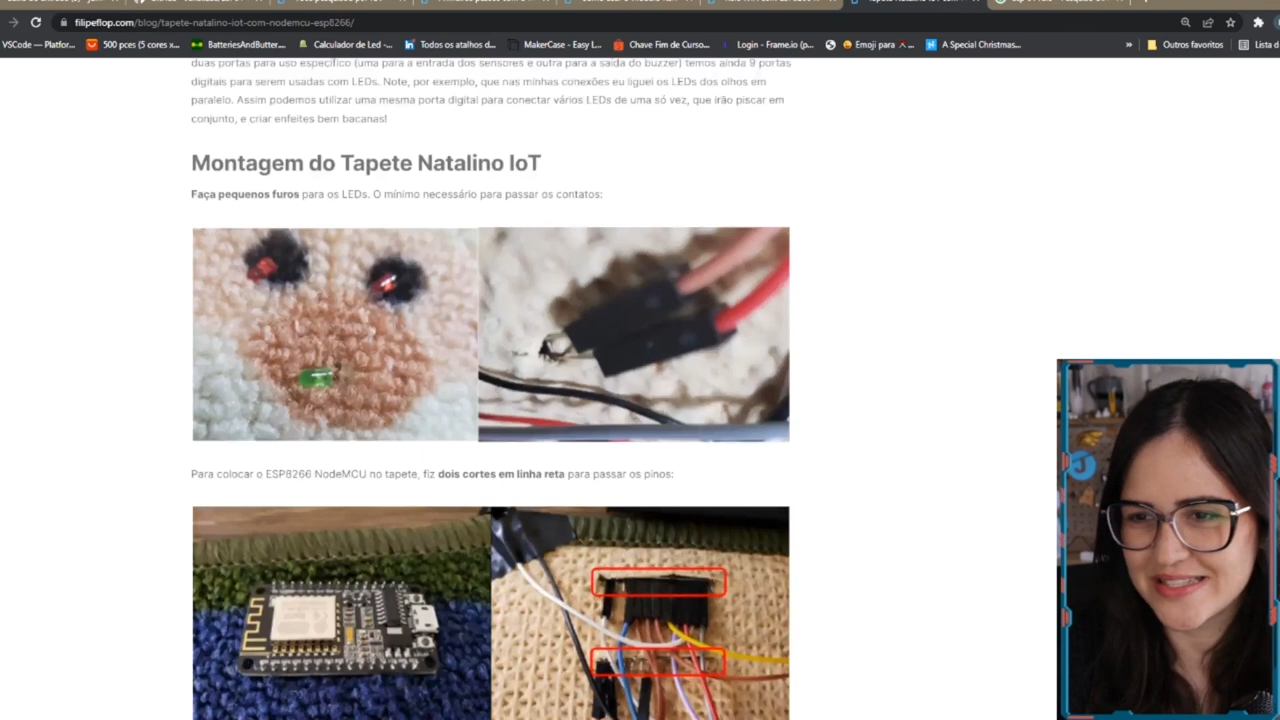 filipeflop.com/blog/tapete-natalino-iot-com-nodemcu-esp8266/
VSCode — Platfor... 500 pces (5 cores x... BatteriesAndButter.... Calculador de Led -... Todos os atalhos d... MakerCase - Easy L... Chave Fim de Curso... Login - Frame.io (p... Emoji para A Special Christmas... » Outros favoritos Lista d
duas portas para uso específico (uma para a entrada dos sensores e outra para a saída do buzzer) temos ainda 9 portas
digitais para serem usadas com LEDs. Note, por exemplo, que nas minhas conexões eu liguei os LEDs dos olhos em
paralelo. Assim podemos utilizar uma mesma porta digital para conectar vários LEDs de uma só vez, que irão piscar em
conjunto, e criar enfeites bem bacanas!
Montagem do Tapete Natalino IoT
Faça pequenos furos para os LEDs. O mínimo necessário para passar os contatos:
Para colocar o ESP8266 NodeMCU no tapete, fiz dois cortes em linha reta para passar os pinos: